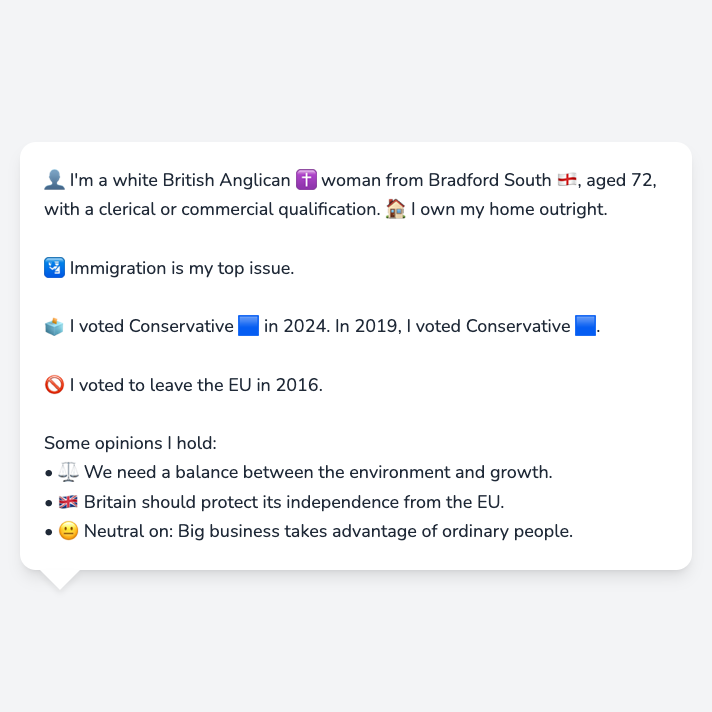 👤 I'm a white British Anglican ✝️ woman from Bradford South 🏴󠁧󠁢󠁥󠁮󠁧󠁿, aged 72,
with a clerical or commercial qualification. 🏠 I own my home outright.
🛂 Immigration is my top issue.
🗳️ I voted Conservative 🟦 in 2024. In 2019, I voted Conservative 🟦.
🚫 I voted to leave the EU in 2016.
Some opinions I hold:
• ⚖️ We need a balance between the environment and growth.
• 🇬🇧 Britain should protect its independence from the EU.
• 😐 Neutral on: Big business takes advantage of ordinary people.